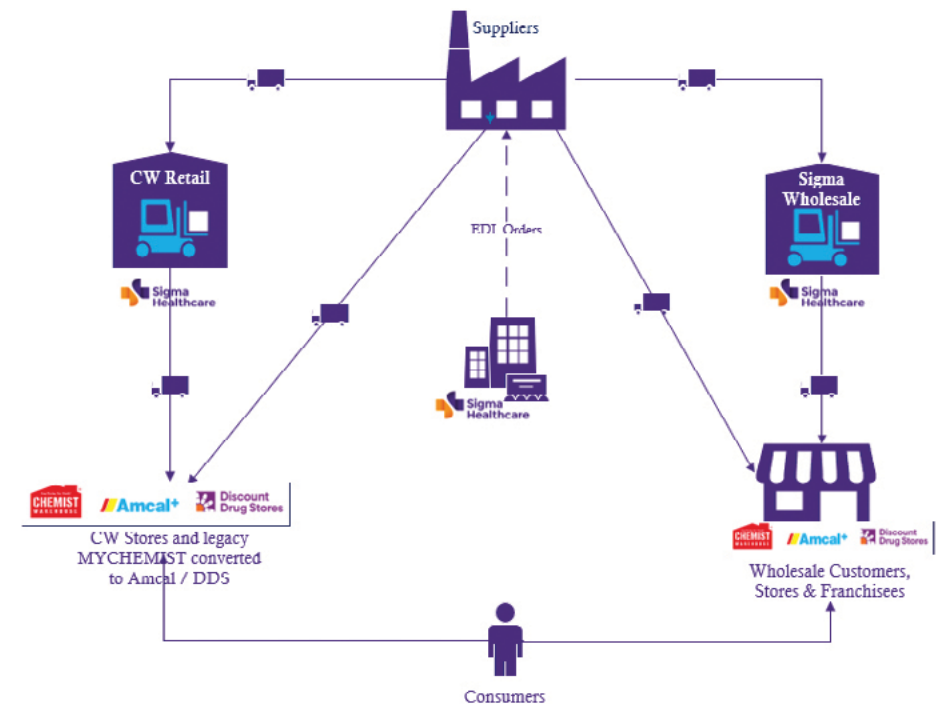 Suppliers
CW Retail
Sigma
Wholesale
EDI Orders
Sigma
Healthcare
Sigma
Healthcare
Sigma
Healthcare
CHEMIST
WAREHOUSE
Amcal+
Discount
Drug Stores
CW Stores and legacy
MYCHEMIST converted
to Amcal / DDS
CHEMIST
WAREHOUSE
Amcal+
Discount
Drug Stores
Wholesale Customers,
Stores & Franchisees
Consumers